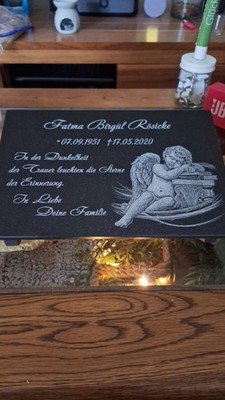 Fatma Birgül Rösicke
*07.09.1951 †17.05.2020
In der Dunkelheit
der Trauer leuchten die Sterne
der Erinnerung.
In Liebe
Deine Familie
JB